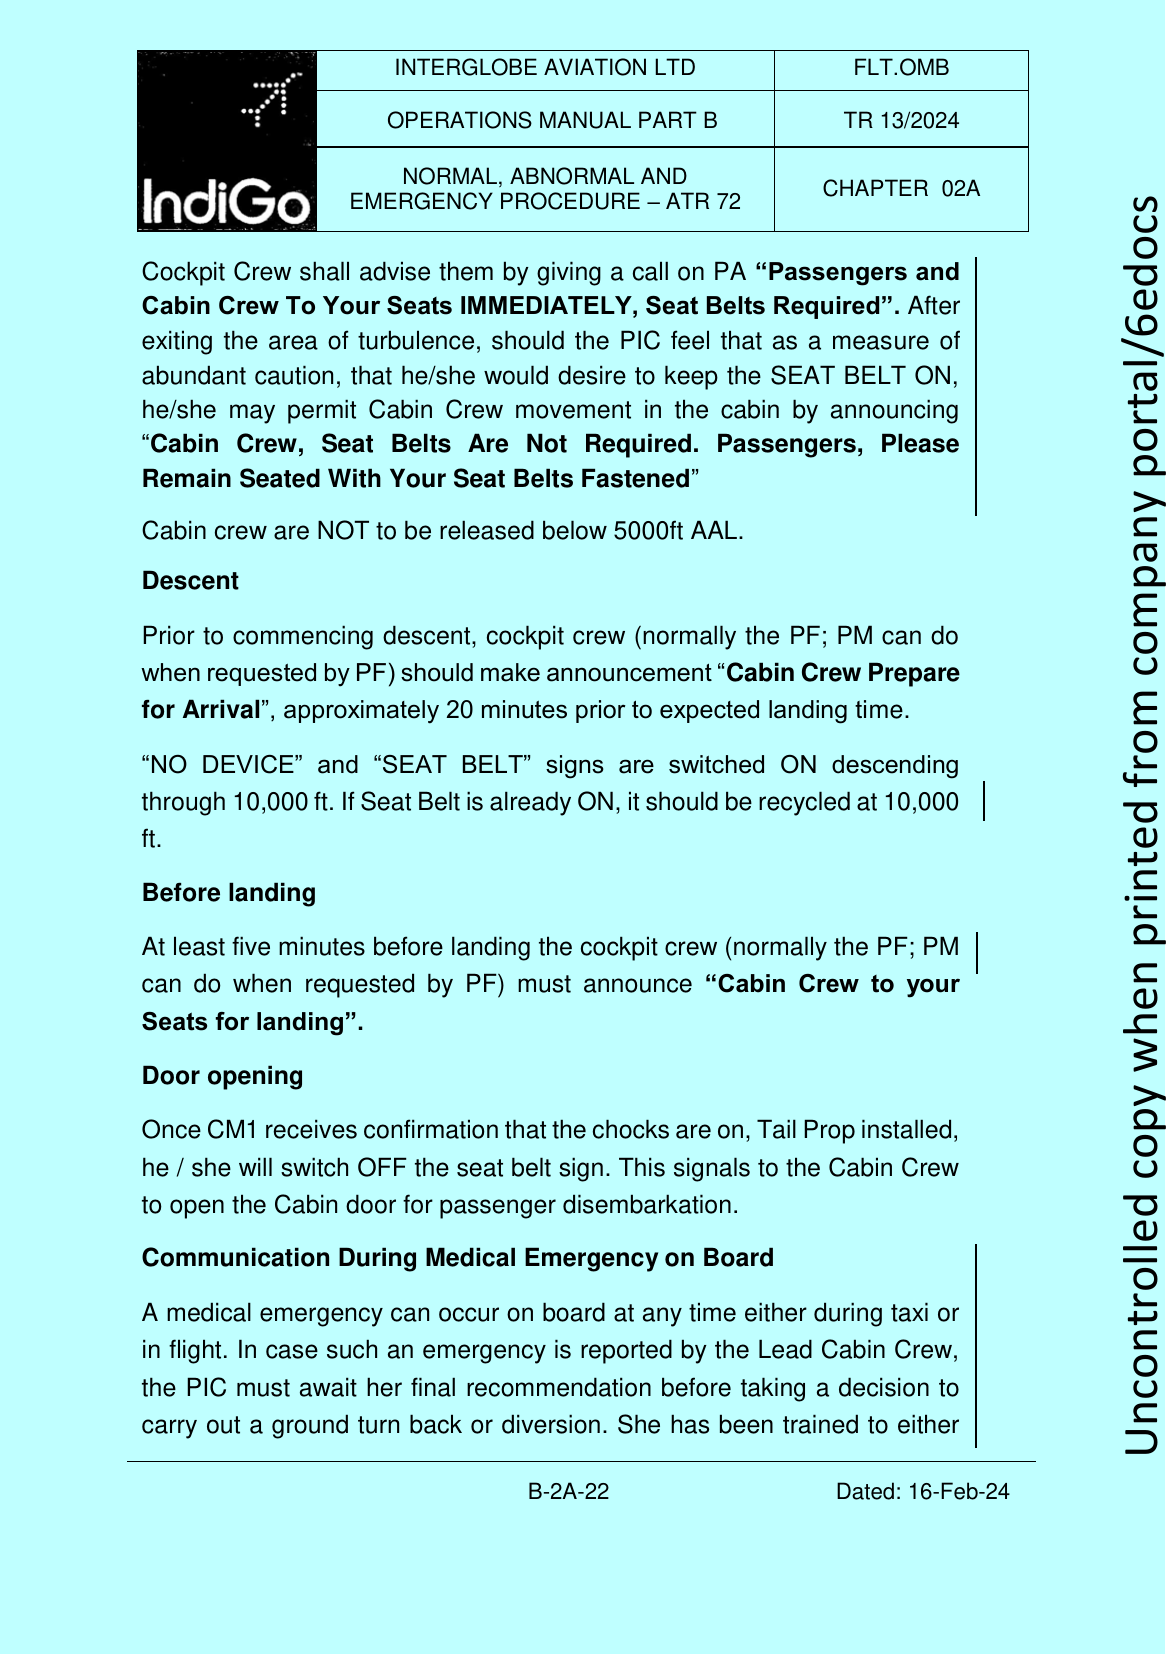 IndiGo
INTERGLOBE AVIATION LTD
FLT.OMB
OPERATIONS MANUAL PART B
TR 13/2024
NORMAL, ABNORMAL AND
EMERGENCY PROCEDURE – ATR 72
CHAPTER 02A
Cockpit Crew shall advise them by giving a call on PA “Passengers and
Cabin Crew To Your Seats IMMEDIATELY, Seat Belts Required”. After
exiting the area of turbulence, should the PIC feel that as a measure of
abundant caution, that he/she would desire to keep the SEAT BELT ON,
he/she may permit Cabin Crew movement in the cabin by announcing
“Cabin Crew, Seat Belts Are Not Required. Passengers, Please
Remain Seated With Your Seat Belts Fastened”
Cabin crew are NOT to be released below 5000ft AAL.
Descent
Prior to commencing descent, cockpit crew (normally the PF; PM can do
when requested by PF) should make announcement “Cabin Crew Prepare
for Arrival”, approximately 20 minutes prior to expected landing time.
“NO DEVICE” and “SEAT BELT” signs are switched ON descending
through 10,000 ft. If Seat Belt is already ON, it should be recycled at 10,000
ft.
Before landing
At least five minutes before landing the cockpit crew (normally the PF; PM
can do when requested by PF) must announce “Cabin Crew to your
Seats for landing”.
Door opening
Once CM1 receives confirmation that the chocks are on, Tail Prop installed,
he / she will switch OFF the seat belt sign. This signals to the Cabin Crew
to open the Cabin door for passenger disembarkation.
Communication During Medical Emergency on Board
A medical emergency can occur on board at any time either during taxi or
in flight. In case such an emergency is reported by the Lead Cabin Crew,
the PIC must await her final recommendation before taking a decision to
carry out a ground turn back or diversion. She has been trained to either
B-2A-22
Dated: 16-Feb-24
Uncontrolled copy when printed from company portal/6edocs